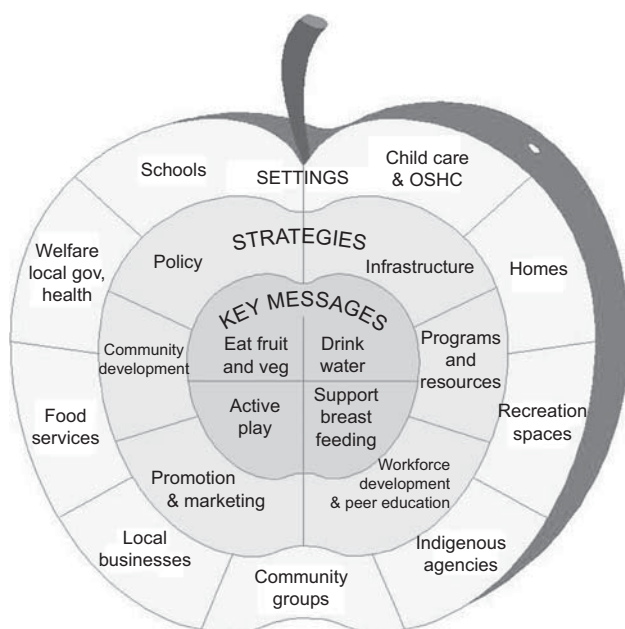 Schools
SETTINGS
Child care
& OSHC
Welfare
local gov,
health
Homes
Food
services
Recreation
spaces
Local
businesses
Community
groups
Indigenous
agencies
STRATEGIES
Policy
Infrastructure
Community
development
Programs
and
resources
Promotion
& marketing
Workforce
development
& peer education
KEY MESSAGES
Eat fruit
and veg
Drink
water
Active
play
Support
breast
feeding